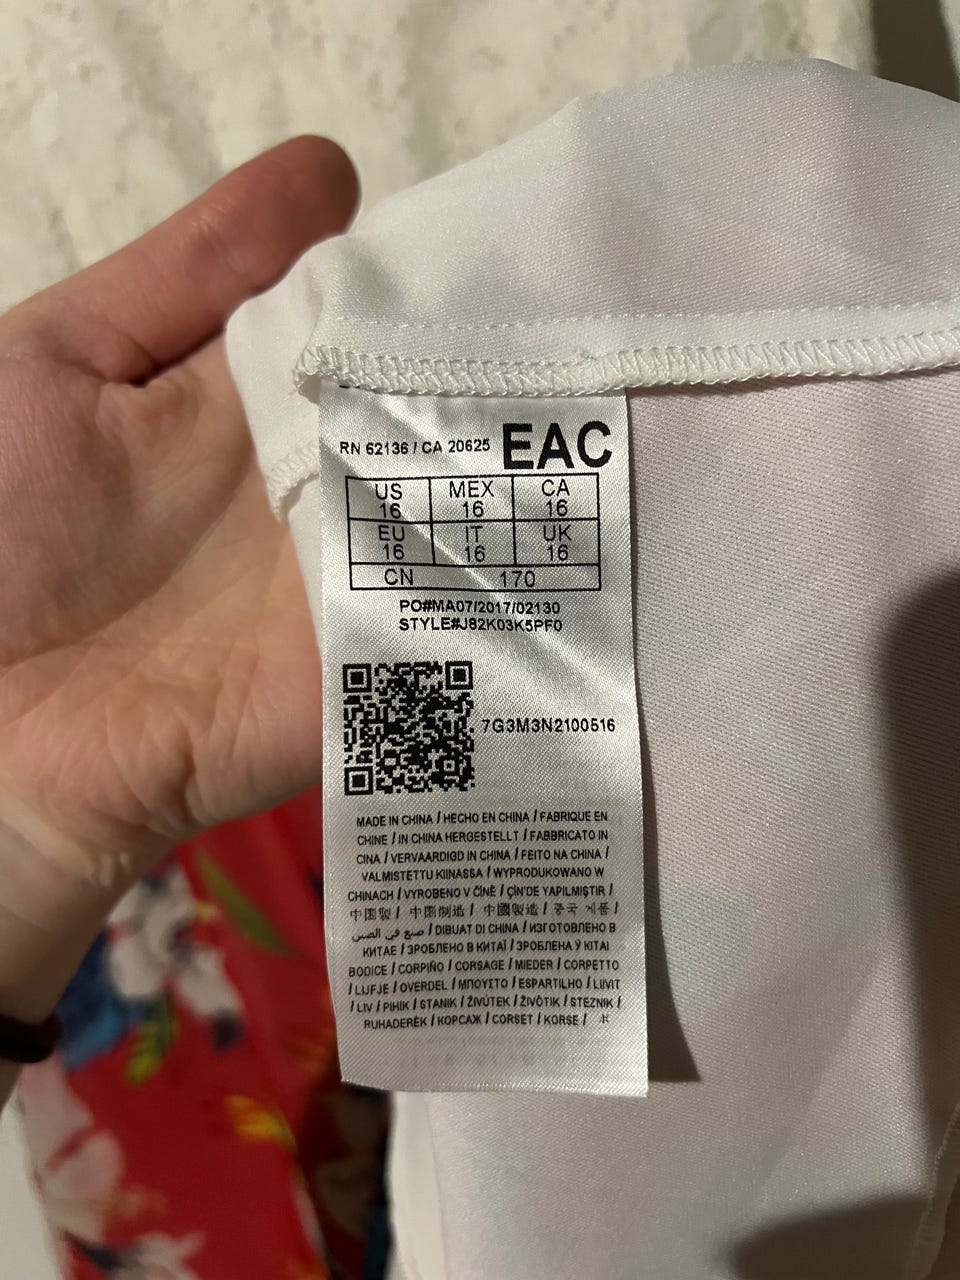 RN 62136 / CA 20625 EAC
US MEX CA
16 16 16
EU IT UK
16 16 16
CN 170
PO#MA07/2017/02130
STYLE#J82K03K5PF0
7G3M3N2100516
MADE IN CHINA / HECHO EN CHINA / FABRIQUE EN
CHINE / IN CHINA HERGESTELLT / FABBRICATO IN
CINA / VERVAARDIGD IN CHINA / FEITO NA CHINA /
VALMISTETTU KIINASSA / WYPRODUKOWANO W
CHINACH / VYROBENO V ČÍNĚ / ÇİN'DE YAPILMIŞTIR /
中国製 / 中国制造 / 中國製造 / 중국 제품 /
صنع في الصين / DIBUAT DI CHINA / ИЗГОТОВЛЕНО В
КИТАЕ / ЗРОБЛЕНО В КИТАЇ / ЗРОБЛЕНА Ў КІТАІ
BODICE / CORPIÑO / CORSAGE / MIEDER / CORPETTO
/ LIJFJE / OVERDEL / ΜΠΟΥΣΤΟ / ESPARTILHO / LIIVIT
/ LIV / PIHIK / STANIK / ŽIVŮTEK / ŽIVÔTIK / STEZNIK /
RUHADERÉK / КОРСАЖ / CORSET / KORSE /